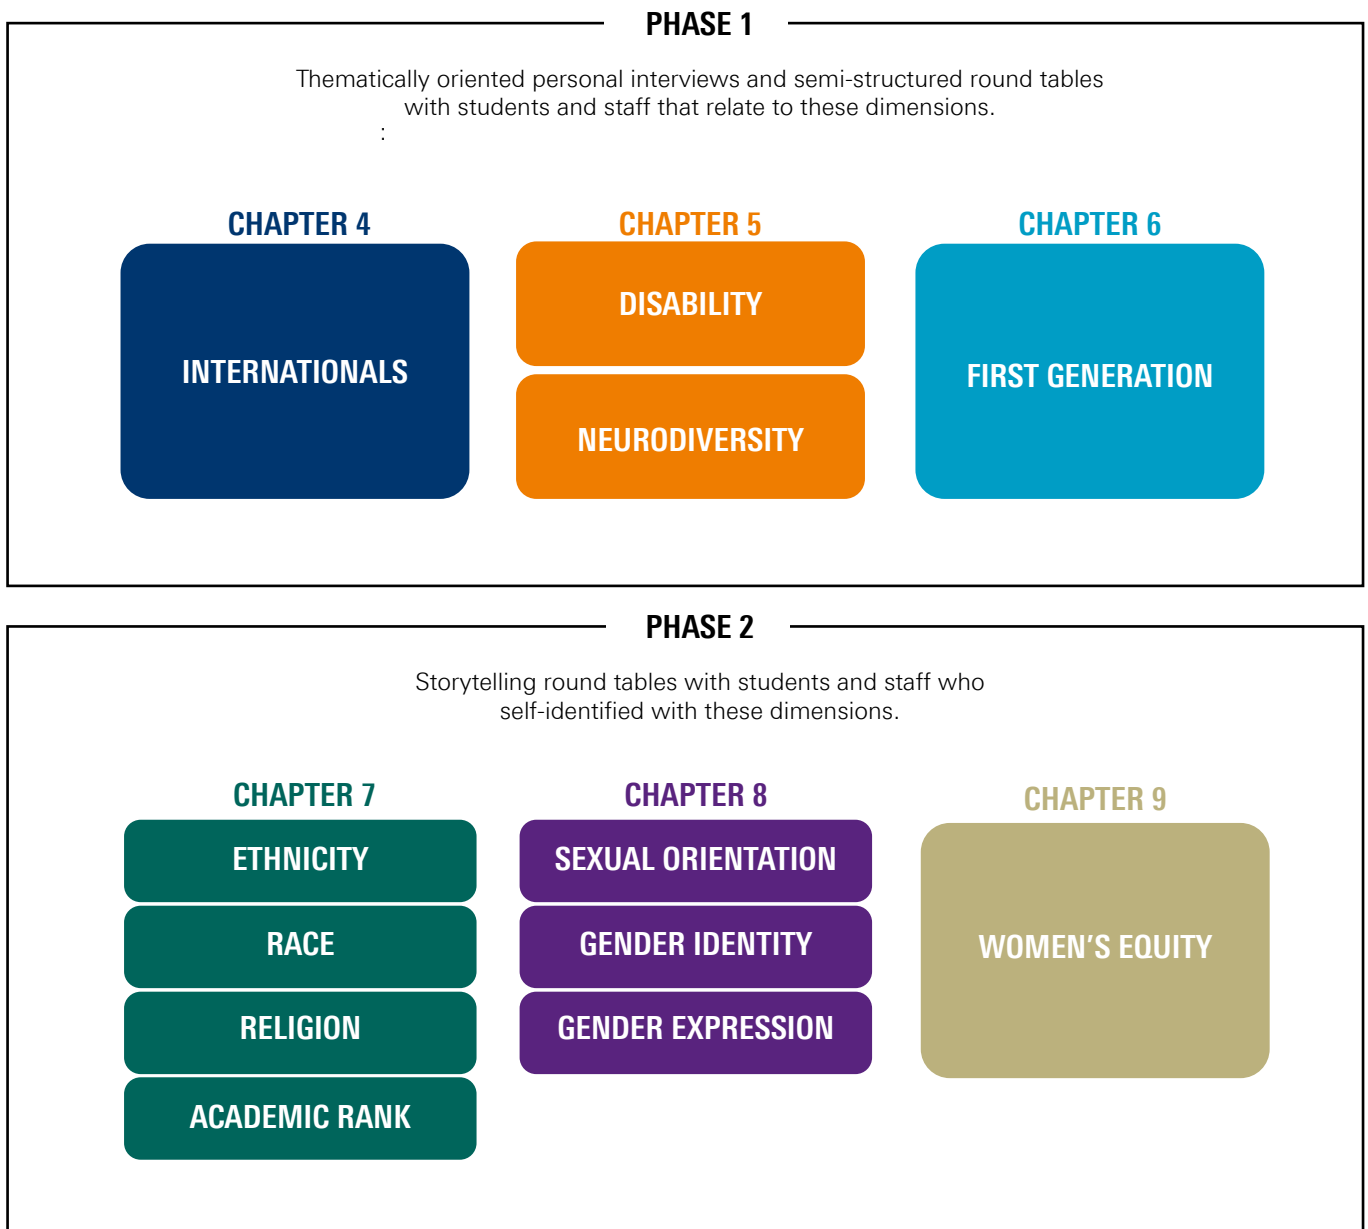 PHASE 1
Thematically oriented personal interviews and semi-structured round tables
with students and staff that relate to these dimensions.
:
CHAPTER 4
INTERNATIONALS
CHAPTER 5
DISABILITY
NEURODIVERSITY
CHAPTER 6
FIRST GENERATION
PHASE 2
Storytelling round tables with students and staff who
self-identified with these dimensions.
CHAPTER 7
ETHNICITY
RACE
RELIGION
ACADEMIC RANK
CHAPTER 8
SEXUAL ORIENTATION
GENDER IDENTITY
GENDER EXPRESSION
CHAPTER 9
WOMEN’S EQUITY